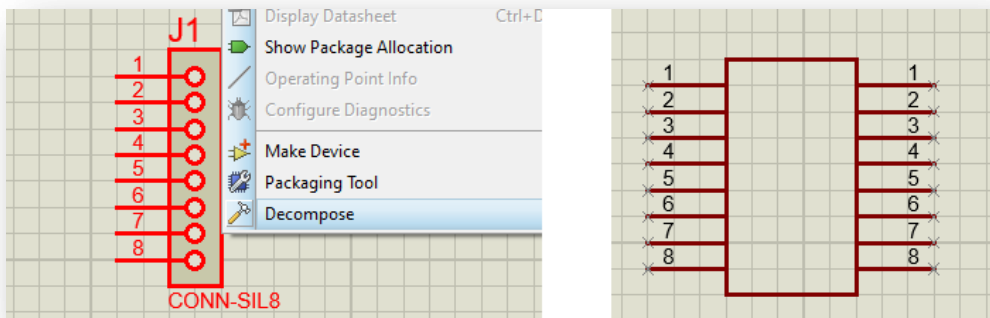 J1
1
2
3
4
5
6
7
8
CONN-SIL8
Display Datasheet Ctrl+D
Show Package Allocation
Operating Point Info
Configure Diagnostics
Make Device
Packaging Tool
Decompose
1 1
2 2
3 3
4 4
5 5
6 6
7 7
8 8